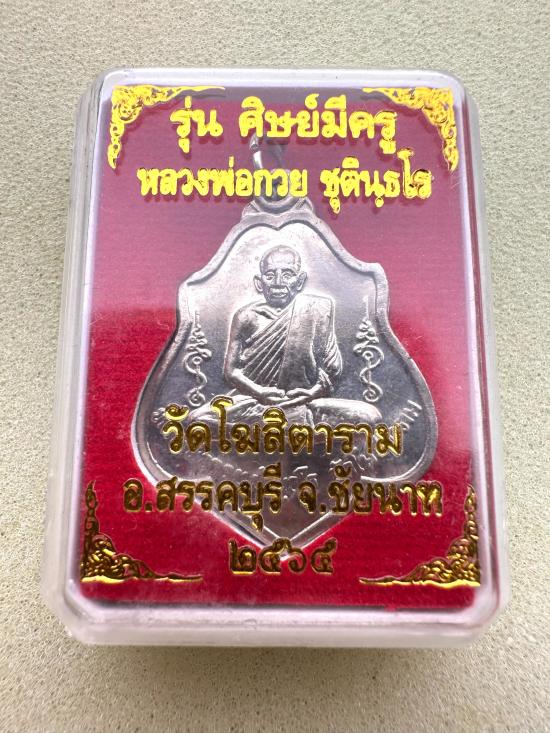 รุ่น ศิษย์มีครู
หลวงพ่อกวย ชุตินฺธโร
วัดโฆสิตาราม
อ.สรรคบุรี จ.ชัยนาท
๒๕๖๕